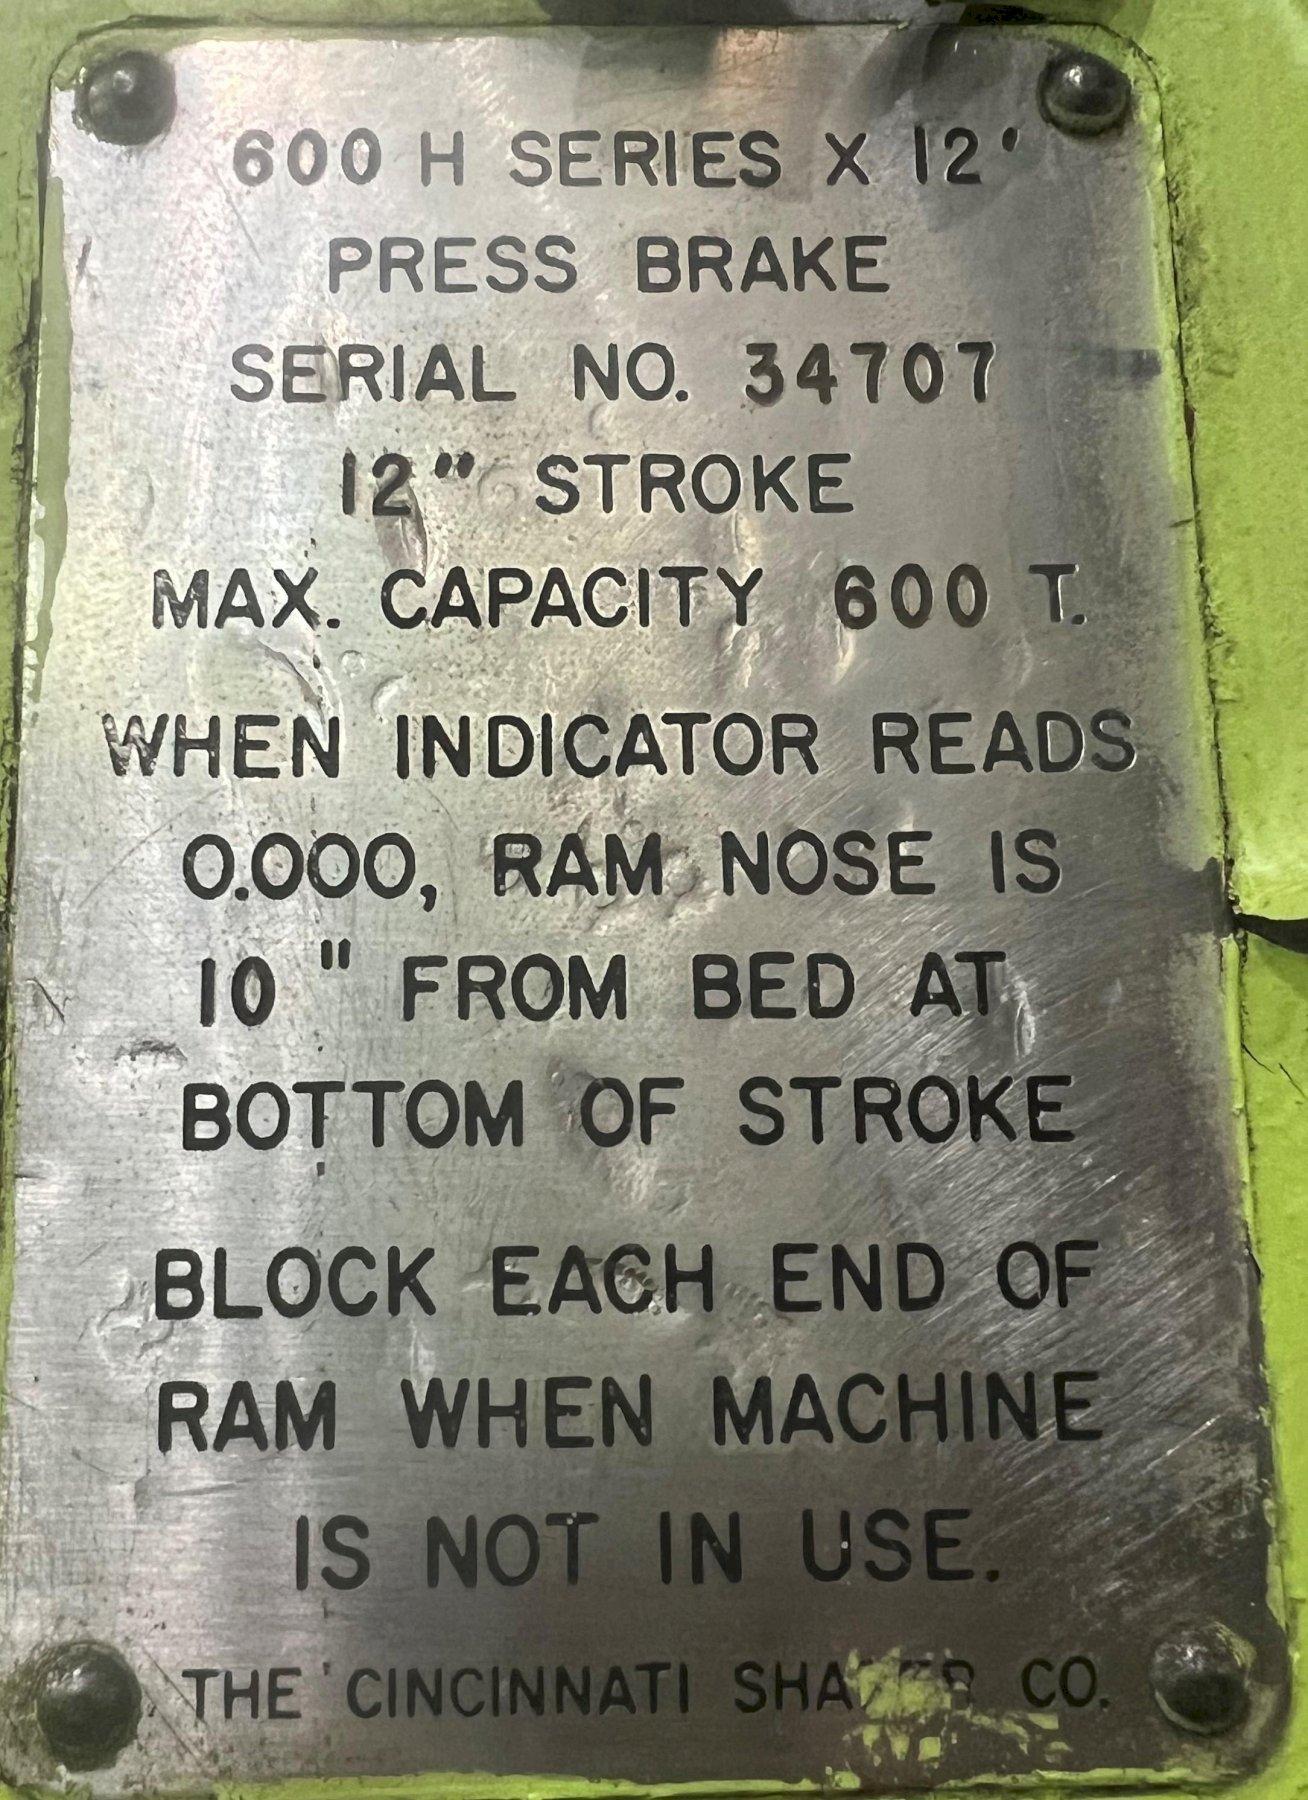 600 H SERIES X 12'
PRESS BRAKE
SERIAL NO. 34707
12" STROKE
MAX. CAPACITY 600 T.
WHEN INDICATOR READS
0.000, RAM NOSE IS
10 " FROM BED AT
BOTTOM OF STROKE
BLOCK EACH END OF
RAM WHEN MACHINE
IS NOT IN USE.
THE CINCINNATI SHAPER CO.